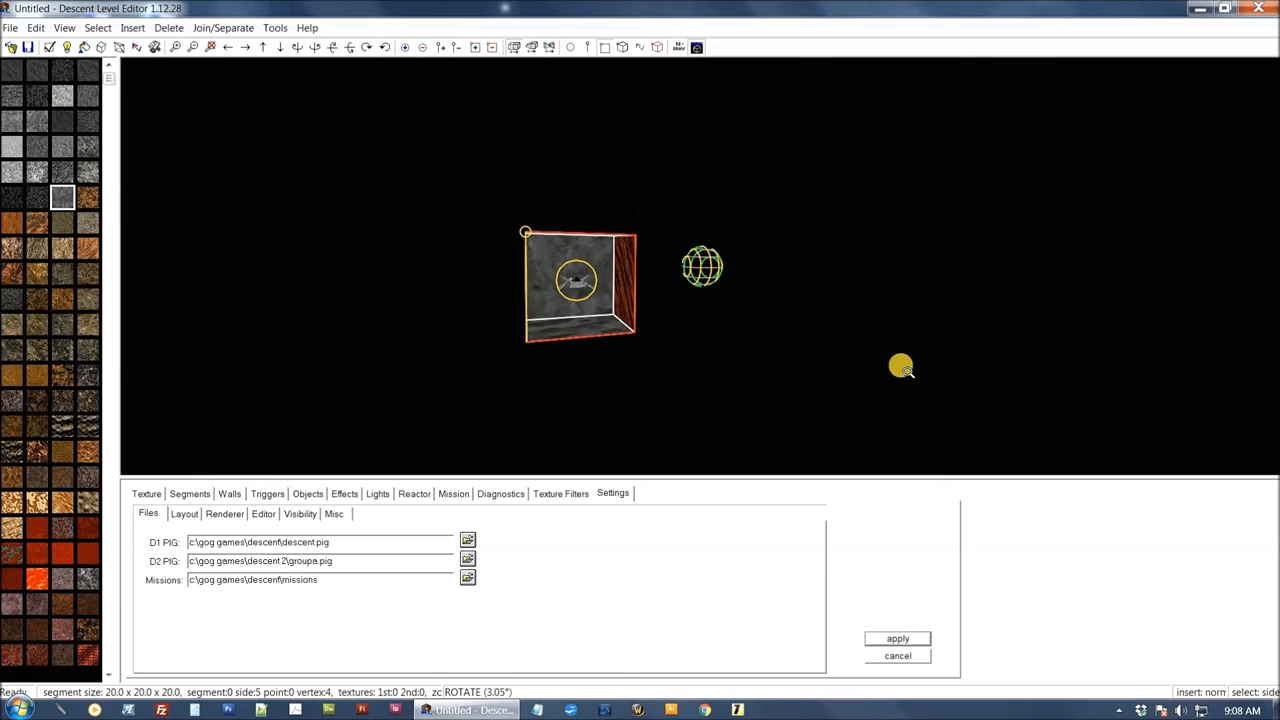 Untitled - Descent Level Editor 1.12.28
File Edit View Select Insert Delete Join/Separate Tools Help
Texture Segments Walls Triggers Objects Effects Lights Reactor Mission Diagnostics Texture Filters Settings
Files Layout Renderer Editor Visibility Misc
D1 PIG: c:\gog games\descent\descent.pig
D2 PIG: c:\gog games\descent 2\groupa.pig
Missions: c:\gog games\descent\missions
apply
cancel
Ready segment size: 20.0 x 20.0 x 20.0, segment:0 side:5 point:0 vertex:4, textures: 1st:0 2nd:0, zc ROTATE (3.05°) insert: norn select: side
Untitled - Desce...
9:08 AM